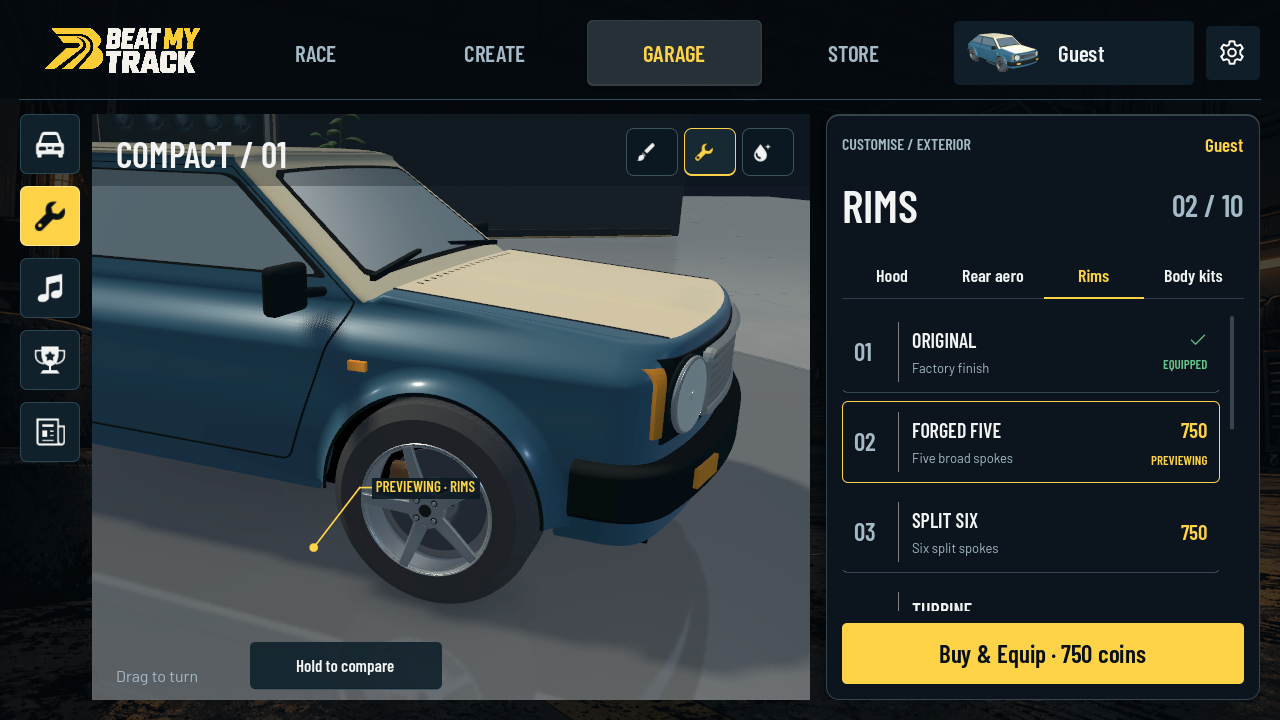 BEAT MY
TRACK
RACE
CREATE
GARAGE
STORE
Guest
COMPACT / 01
PREVIEWING · RIMS
Drag to turn
Hold to compare
CUSTOMISE / EXTERIOR
Guest
RIMS
02 / 10
Hood
Rear aero
Rims
Body kits
01
ORIGINAL
Factory finish
EQUIPPED
02
FORGED FIVE
Five broad spokes
750
PREVIEWING
03
SPLIT SIX
Six split spokes
750
TURBINE
Buy & Equip · 750 coins